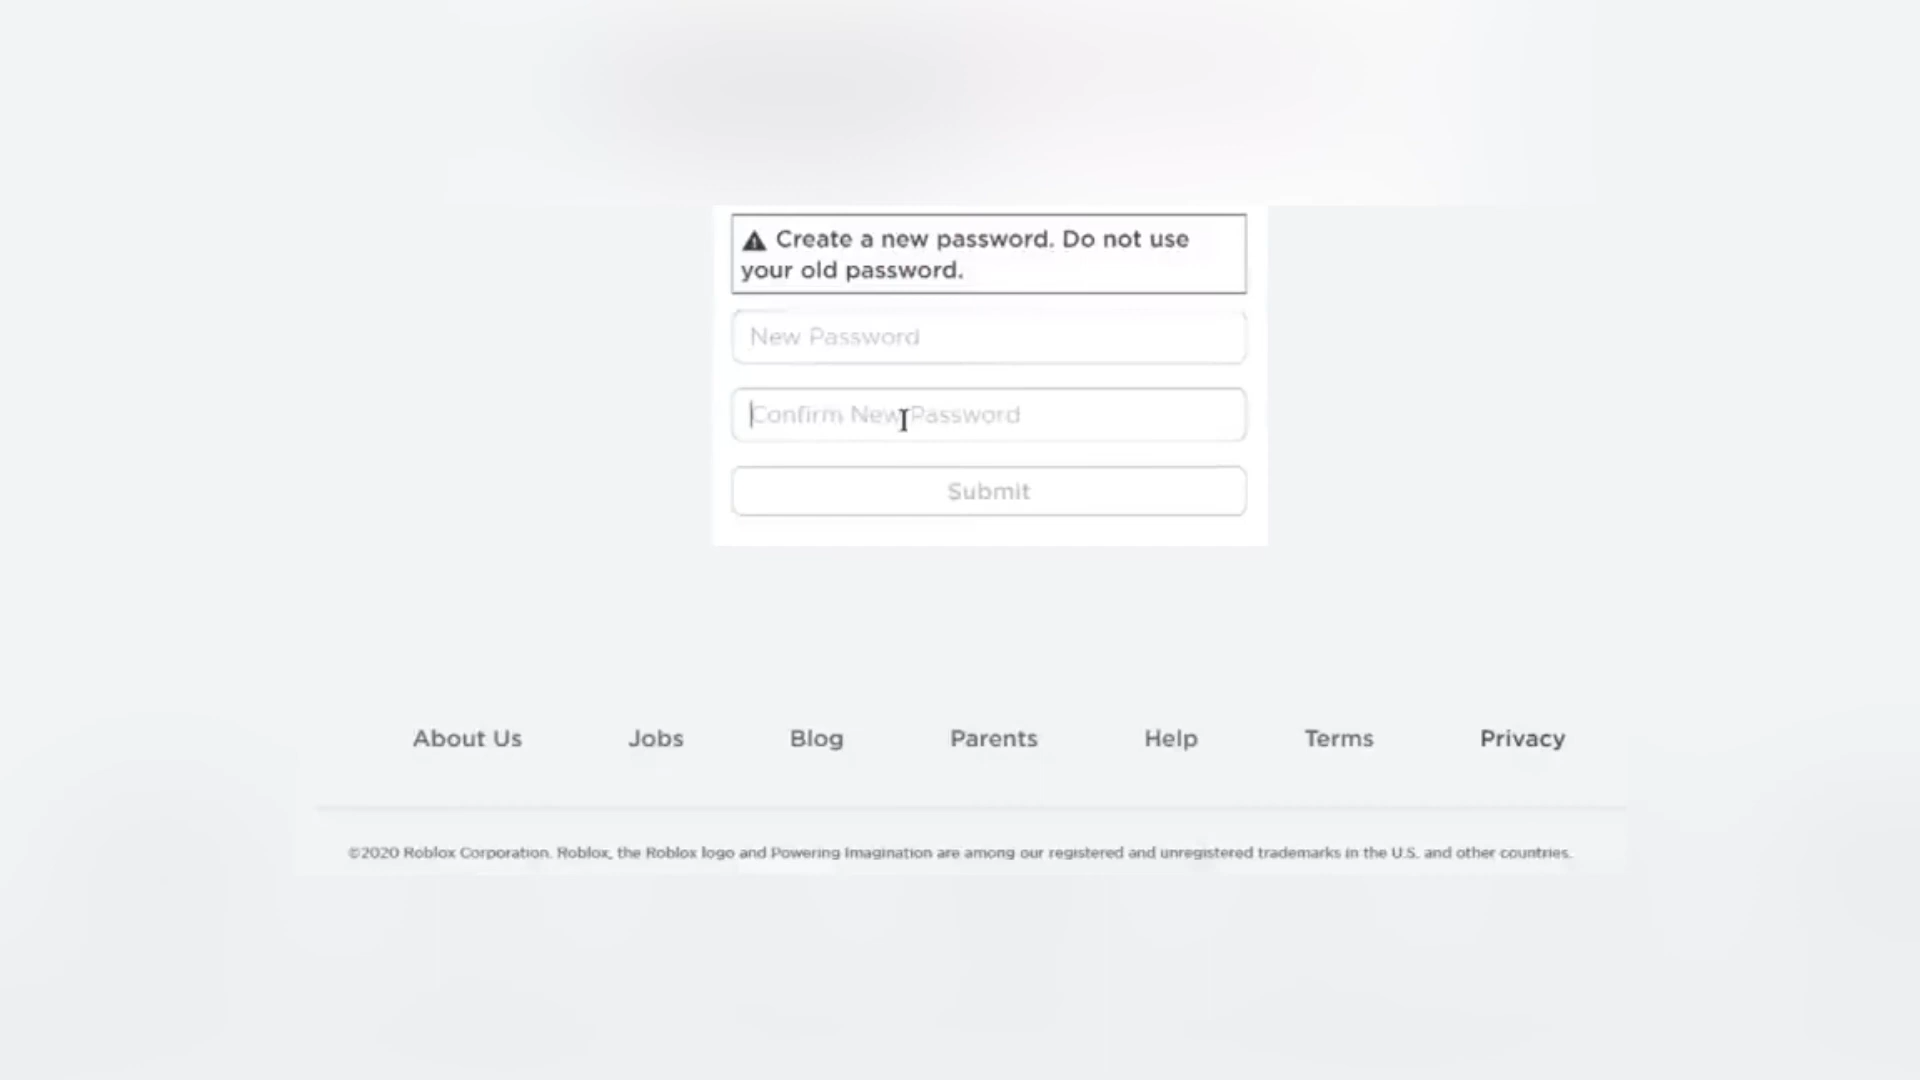 Create a new password. Do not use
your old password.
New Password
Confirm New Password
Submit
About Us Jobs Blog Parents Help Terms Privacy
©2020 Roblox Corporation. Roblox, the Roblox logo and Powering Imagination are among our registered and unregistered trademarks in the U.S. and other countries.